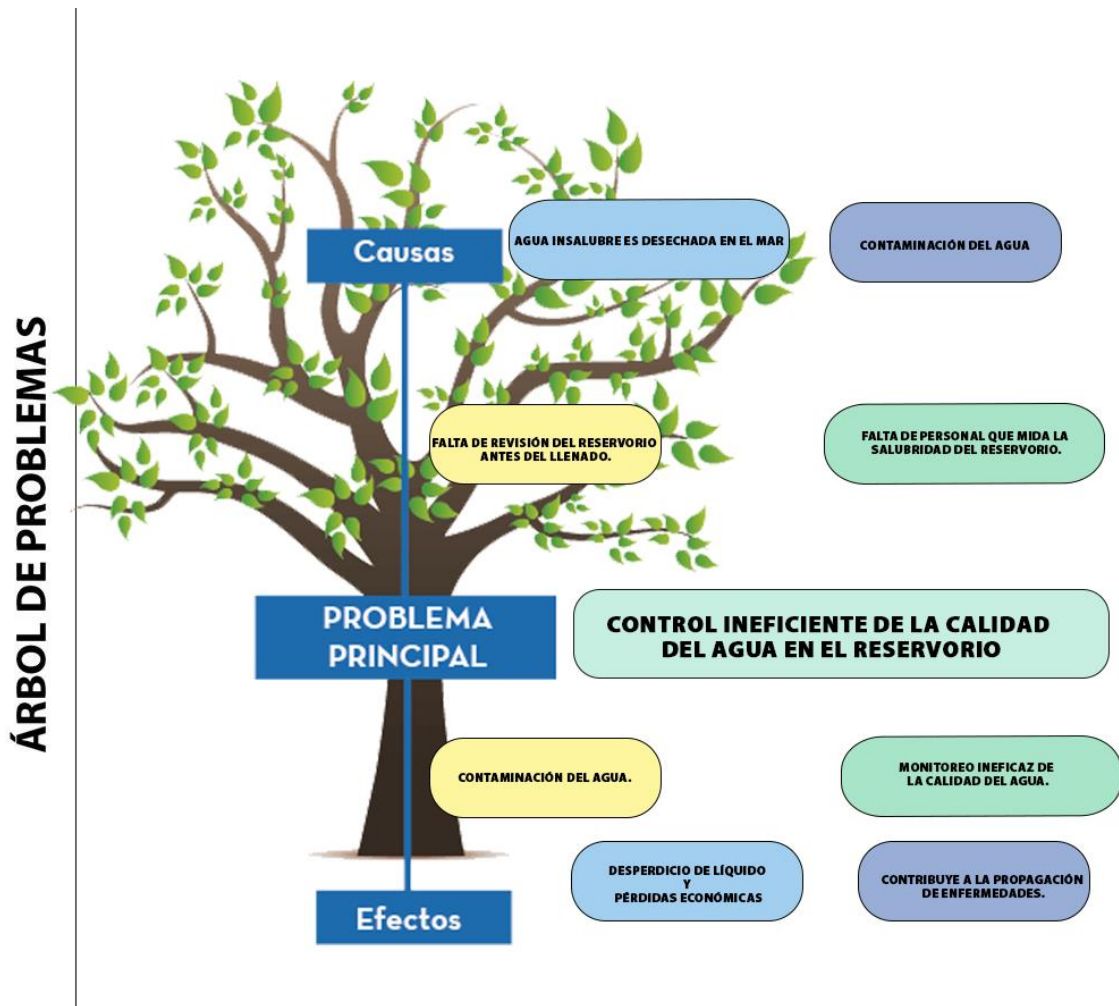 ÁRBOL DE PROBLEMAS
Causas
AGUA INSALUBRE ES DESECHADA EN EL MAR
CONTAMINACIÓN DEL AGUA
FALTA DE REVISIÓN DEL RESERVORIO
ANTES DEL LLENADO.
FALTA DE PERSONAL QUE MIDA LA
SALUBRIDAD DEL RESERVORIO.
PROBLEMA
PRINCIPAL
CONTROL INEFICIENTE DE LA CALIDAD
DEL AGUA EN EL RESERVORIO
CONTAMINACIÓN DEL AGUA.
MONITOREO INEFICAZ DE
LA CALIDAD DEL AGUA.
DESPERDICIO DE LÍQUIDO
Y
PÉRDIDAS ECONÓMICAS
CONTRIBUYE A LA PROPAGACIÓN
DE ENFERMEDADES.
Efectos